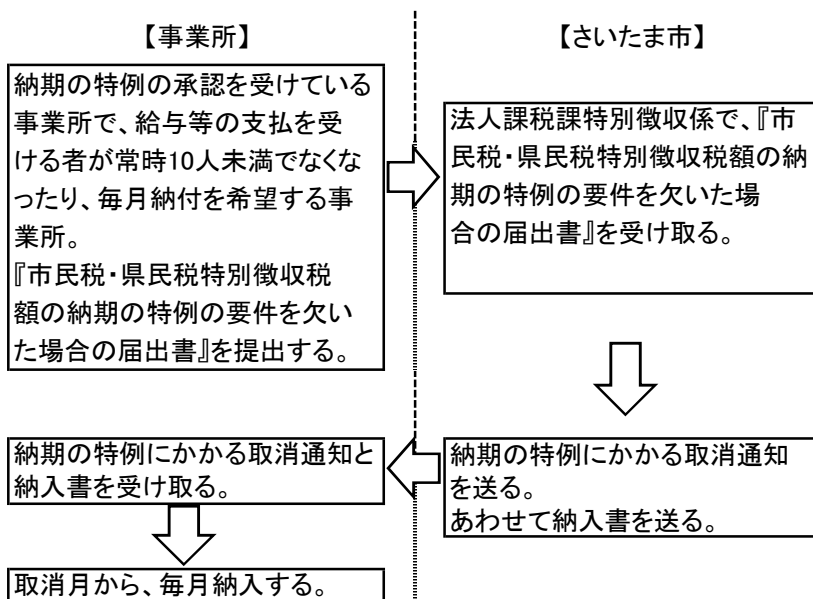 【事業所】
納期の特例の承認を受けている
事業所で、給与等の支払を受
ける者が常時10人未満でなくな
ったり、毎月納付を希望する事
業所。
『市民税・県民税特別徴収税
額の納期の特例の要件を欠い
た場合の届出書』を提出する。
【さいたま市】
法人課税課特別徴収係で、『市
民税・県民税特別徴収税額の納
期の特例の要件を欠いた場
合の届出書』を受け取る。
納期の特例にかかる取消通知
を送る。
あわせて納入書を送る。
納期の特例にかかる取消通知と
納入書を受け取る。
取消月から、毎月納入する。